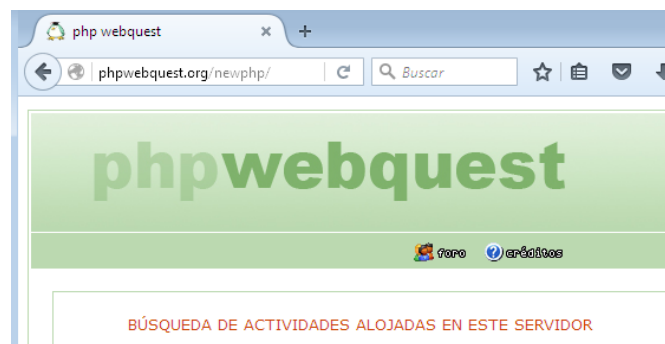 php webquest
phpwebquest.org/newphp/ Buscar
phpwebquest
foro créditos
BÚSQUEDA DE ACTIVIDADES ALOJADAS EN ESTE SERVIDOR